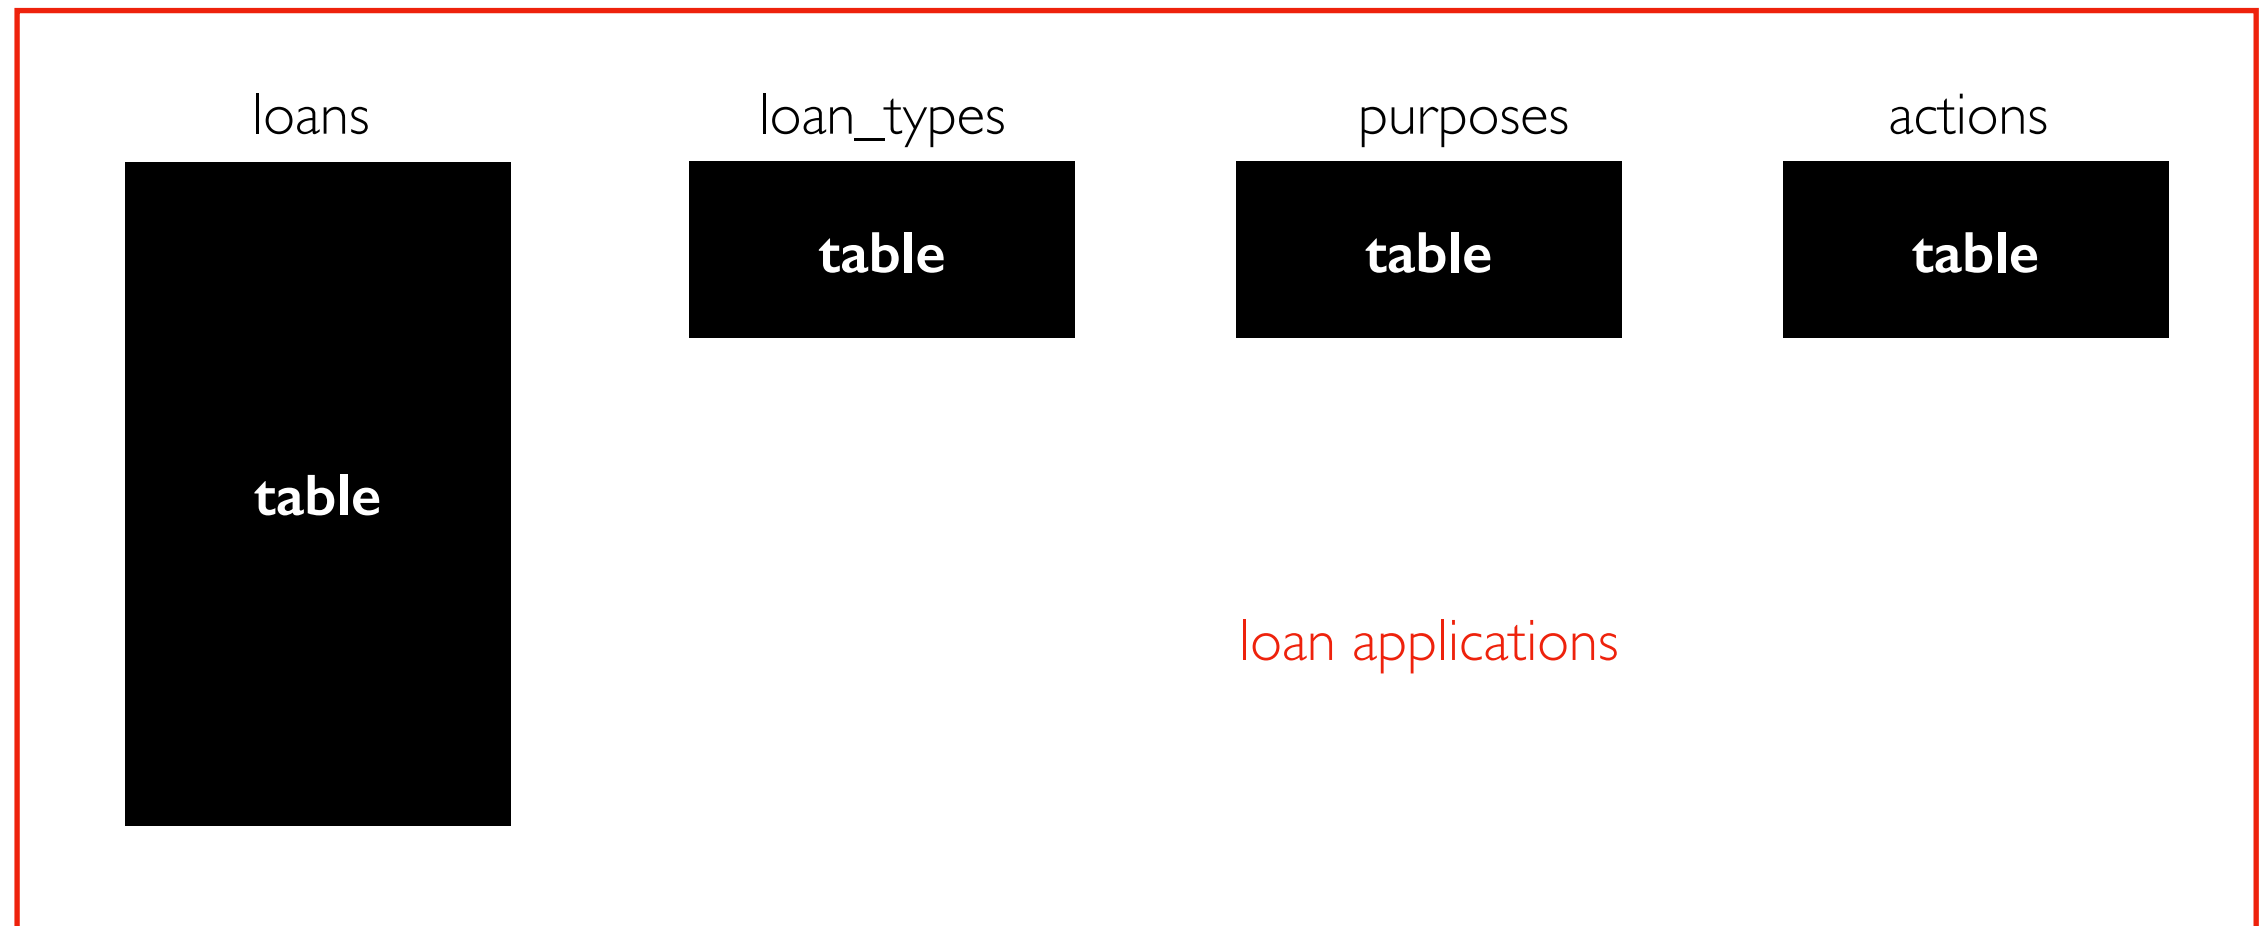 loans
loan_types
purposes
actions
table
table
table
table
loan applications